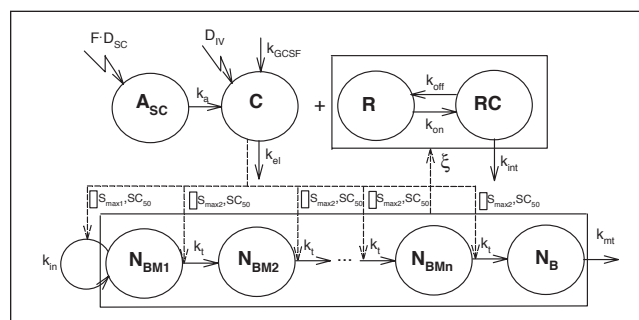 F·D_SC
D_IV
k_GCSF
A_SC
k_a
C
+
R
k_off
k_on
RC
k_el
ξ
k_int
S_max1,SC_50
S_max2,SC_50
S_max2,SC_50
S_max2,SC_50
S_max2,SC_50
k_in
N_BM1
k_t
N_BM2
k_t
...
k_t
N_BMn
k_t
N_B
k_mt